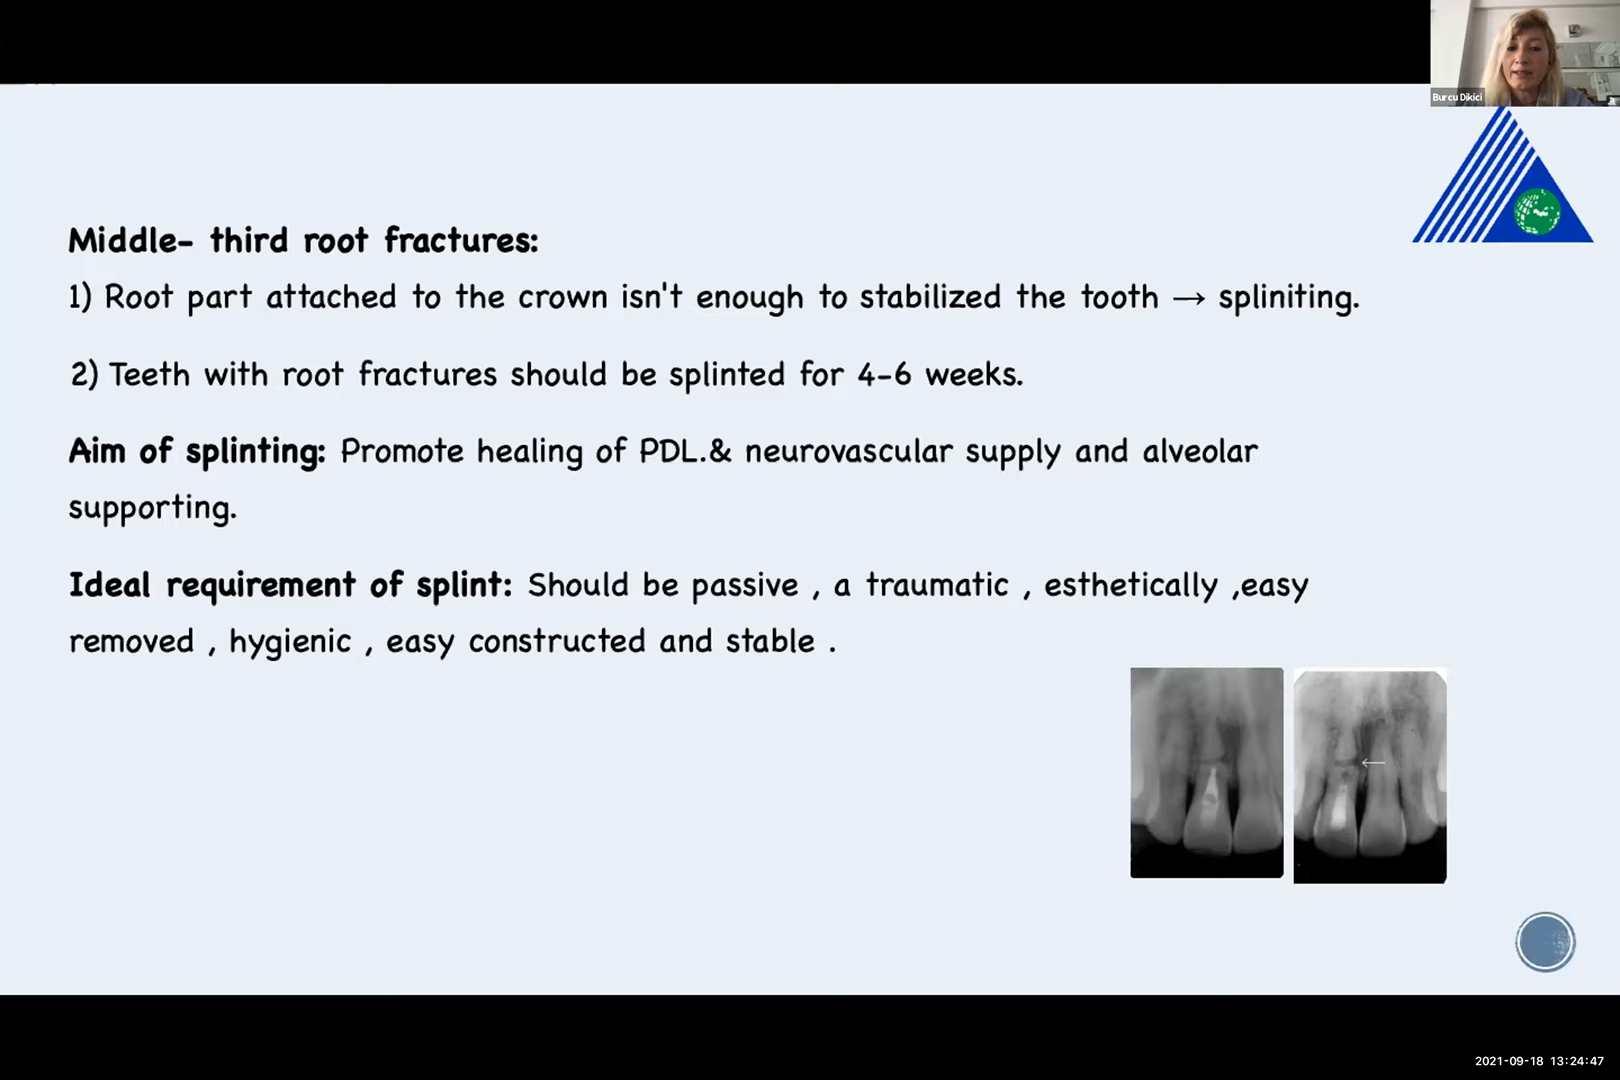 Burcu Dikici
Middle- third root fractures:
1) Root part attached to the crown isn't enough to stabilized the tooth → spliniting.
2) Teeth with root fractures should be splinted for 4-6 weeks.
Aim of splinting: Promote healing of PDL.& neurovascular supply and alveolar
supporting.
Ideal requirement of splint: Should be passive , a traumatic , esthetically ,easy
removed , hygienic , easy constructed and stable .
2021-09-18 13:24:47